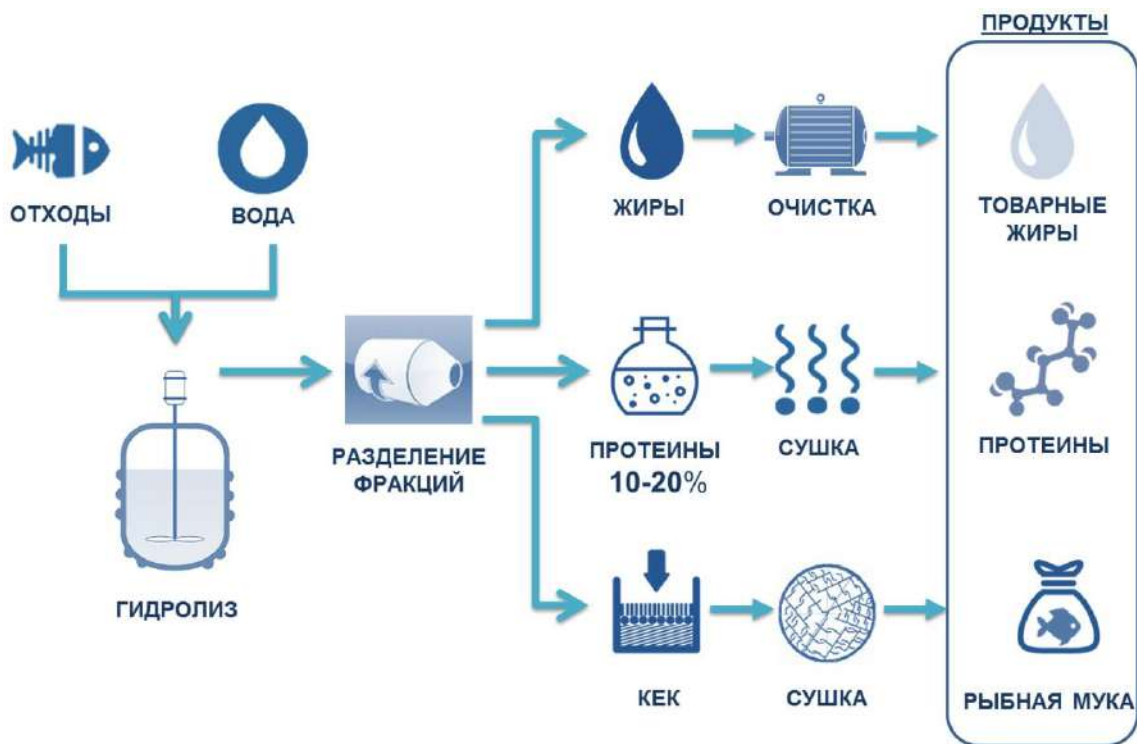 ПРОДУКТЫ
ОТХОДЫ
ВОДА
ЖИРЫ
ОЧИСТКА
ТОВАРНЫЕ
ЖИРЫ
ГИДРОЛИЗ
РАЗДЕЛЕНИЕ
ФРАКЦИЙ
ПРОТЕИНЫ
10-20%
СУШКА
ПРОТЕИНЫ
КЕК
СУШКА
РЫБНАЯ МУКА